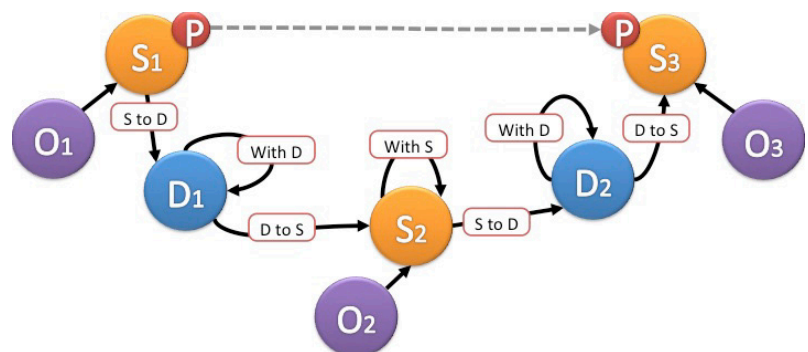 S1
P
P
S3
O1
S to D
With D
With S
With D
D to S
O3
D1
D2
D to S
S2
S to D
O2